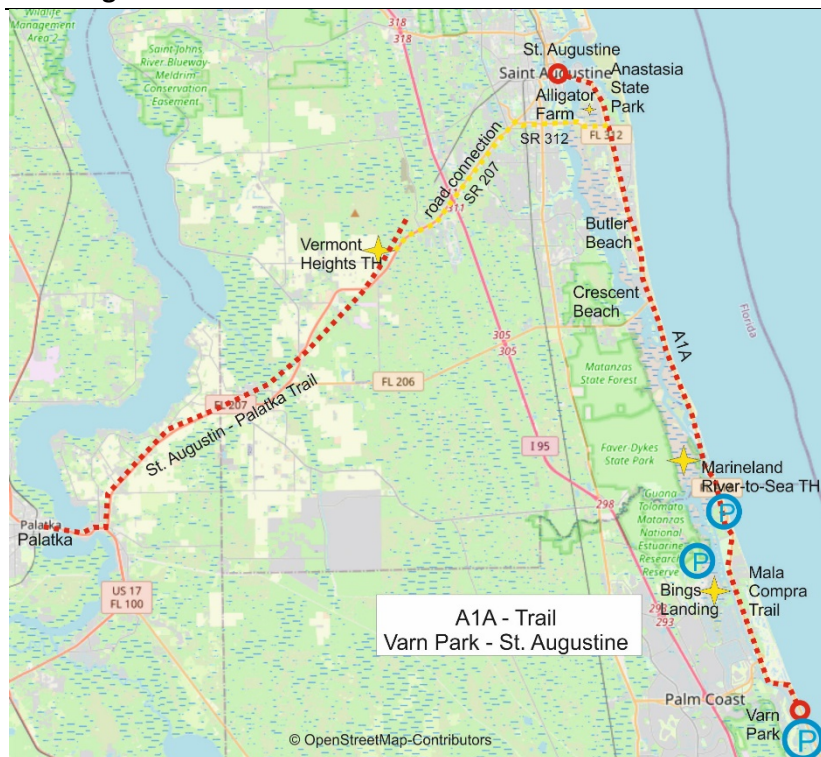 Wildlife
Management
Area 2
Saint Johns
River Blueway
Meldrim
Conservation
Easement
318
318
St. Augustine
Saint Augustine
Anastasia
State
Park
Alligator
Farm
FL 312
SR 312
road connection
SR 207
311
Vermont
Heights TH
Butler
Beach
Crescent
Beach
Florida
A1A
305
305
Matanzas
State Forest
FL 206
FL 207
St. Augustin - Palatka Trail
I 95
Faver-Dykes
State Park
Marineland
River-to-Sea TH
P
298
Guana
Tolomato
Matanzas
National
Estuarine
Research
Reserve
P
Palatka
Palatka
US 17
FL 100
Mala
Compra
Trail
Bings
Landing
293
A1A - Trail
Varn Park - St. Augustine
Palm Coast
Varn
Park
P
© OpenStreetMap-Contributors